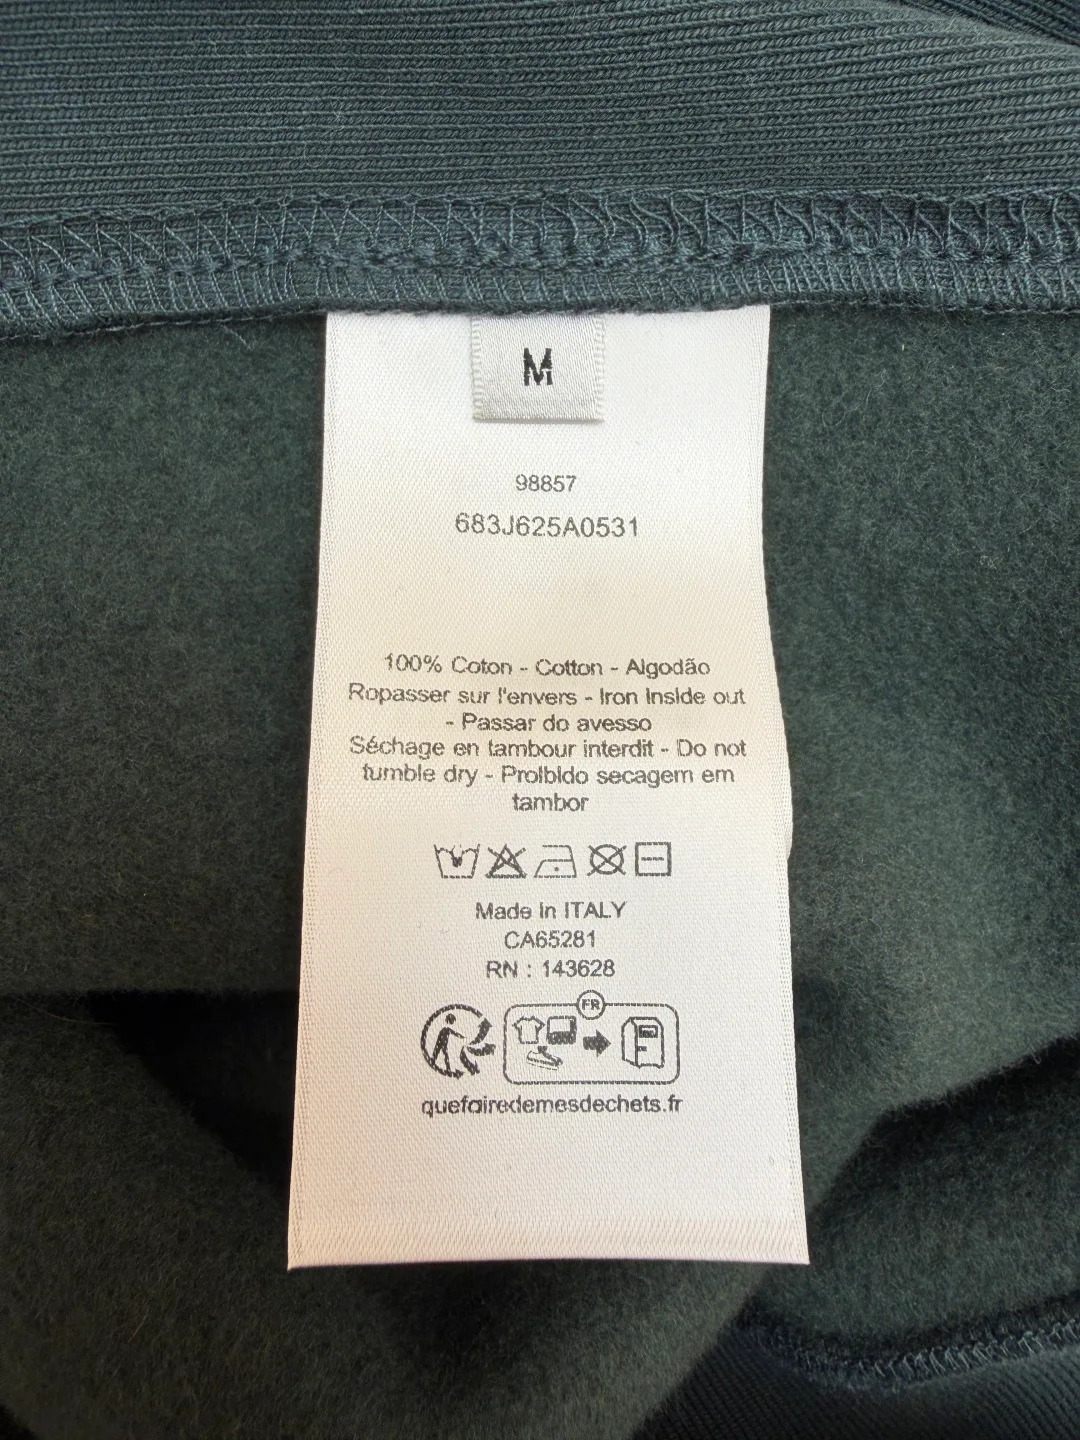 M
98857
683J625A0531
100% Coton - Cotton - Algodão
Ropasser sur l'envers - Iron Inside out
- Passar do avesso
Séchage en tambour interdit - Do not
tumble dry - Proibido secagem em
tambor
Made in ITALY
CA65281
RN : 143628
FR
quefairedemesdechets.fr